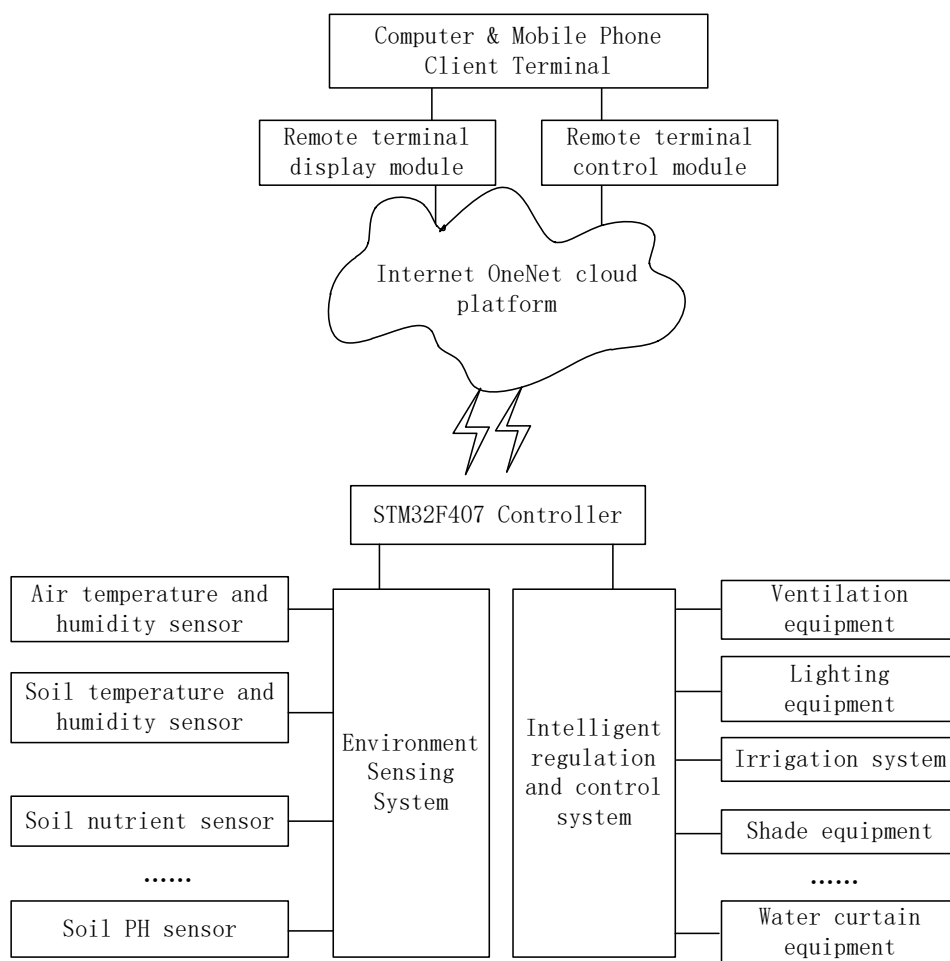 Computer & Mobile Phone
Client Terminal
Remote terminal
display module
Remote terminal
control module
Internet OneNet cloud
platform
STM32F407 Controller
Air temperature and
humidity sensor
Soil temperature and
humidity sensor
Soil nutrient sensor
......
Soil PH sensor
Environment
Sensing
System
Intelligent
regulation
and control
system
Ventilation
equipment
Lighting
equipment
Irrigation system
Shade equipment
......
Water curtain
equipment